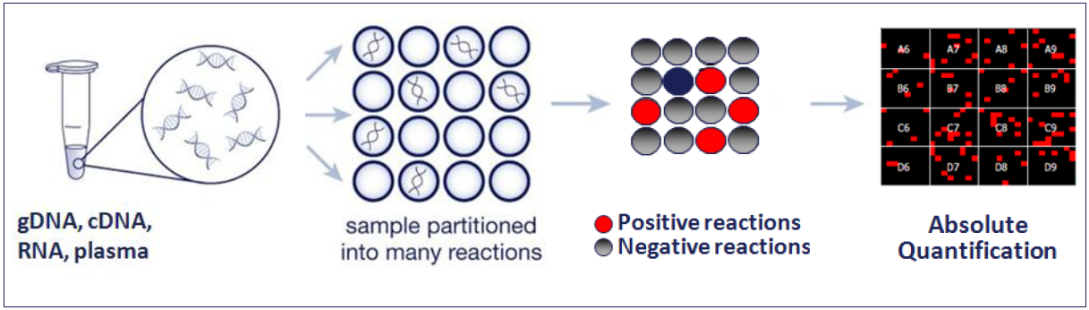 gDNA, cDNA,
RNA, plasma
sample partitioned
into many reactions
Positive reactions
Negative reactions
A6 A7 A8 A9
B6 B7 B8 B9
C6 C7 C8 C9
D6 D7 D8 D9
Absolute
Quantification